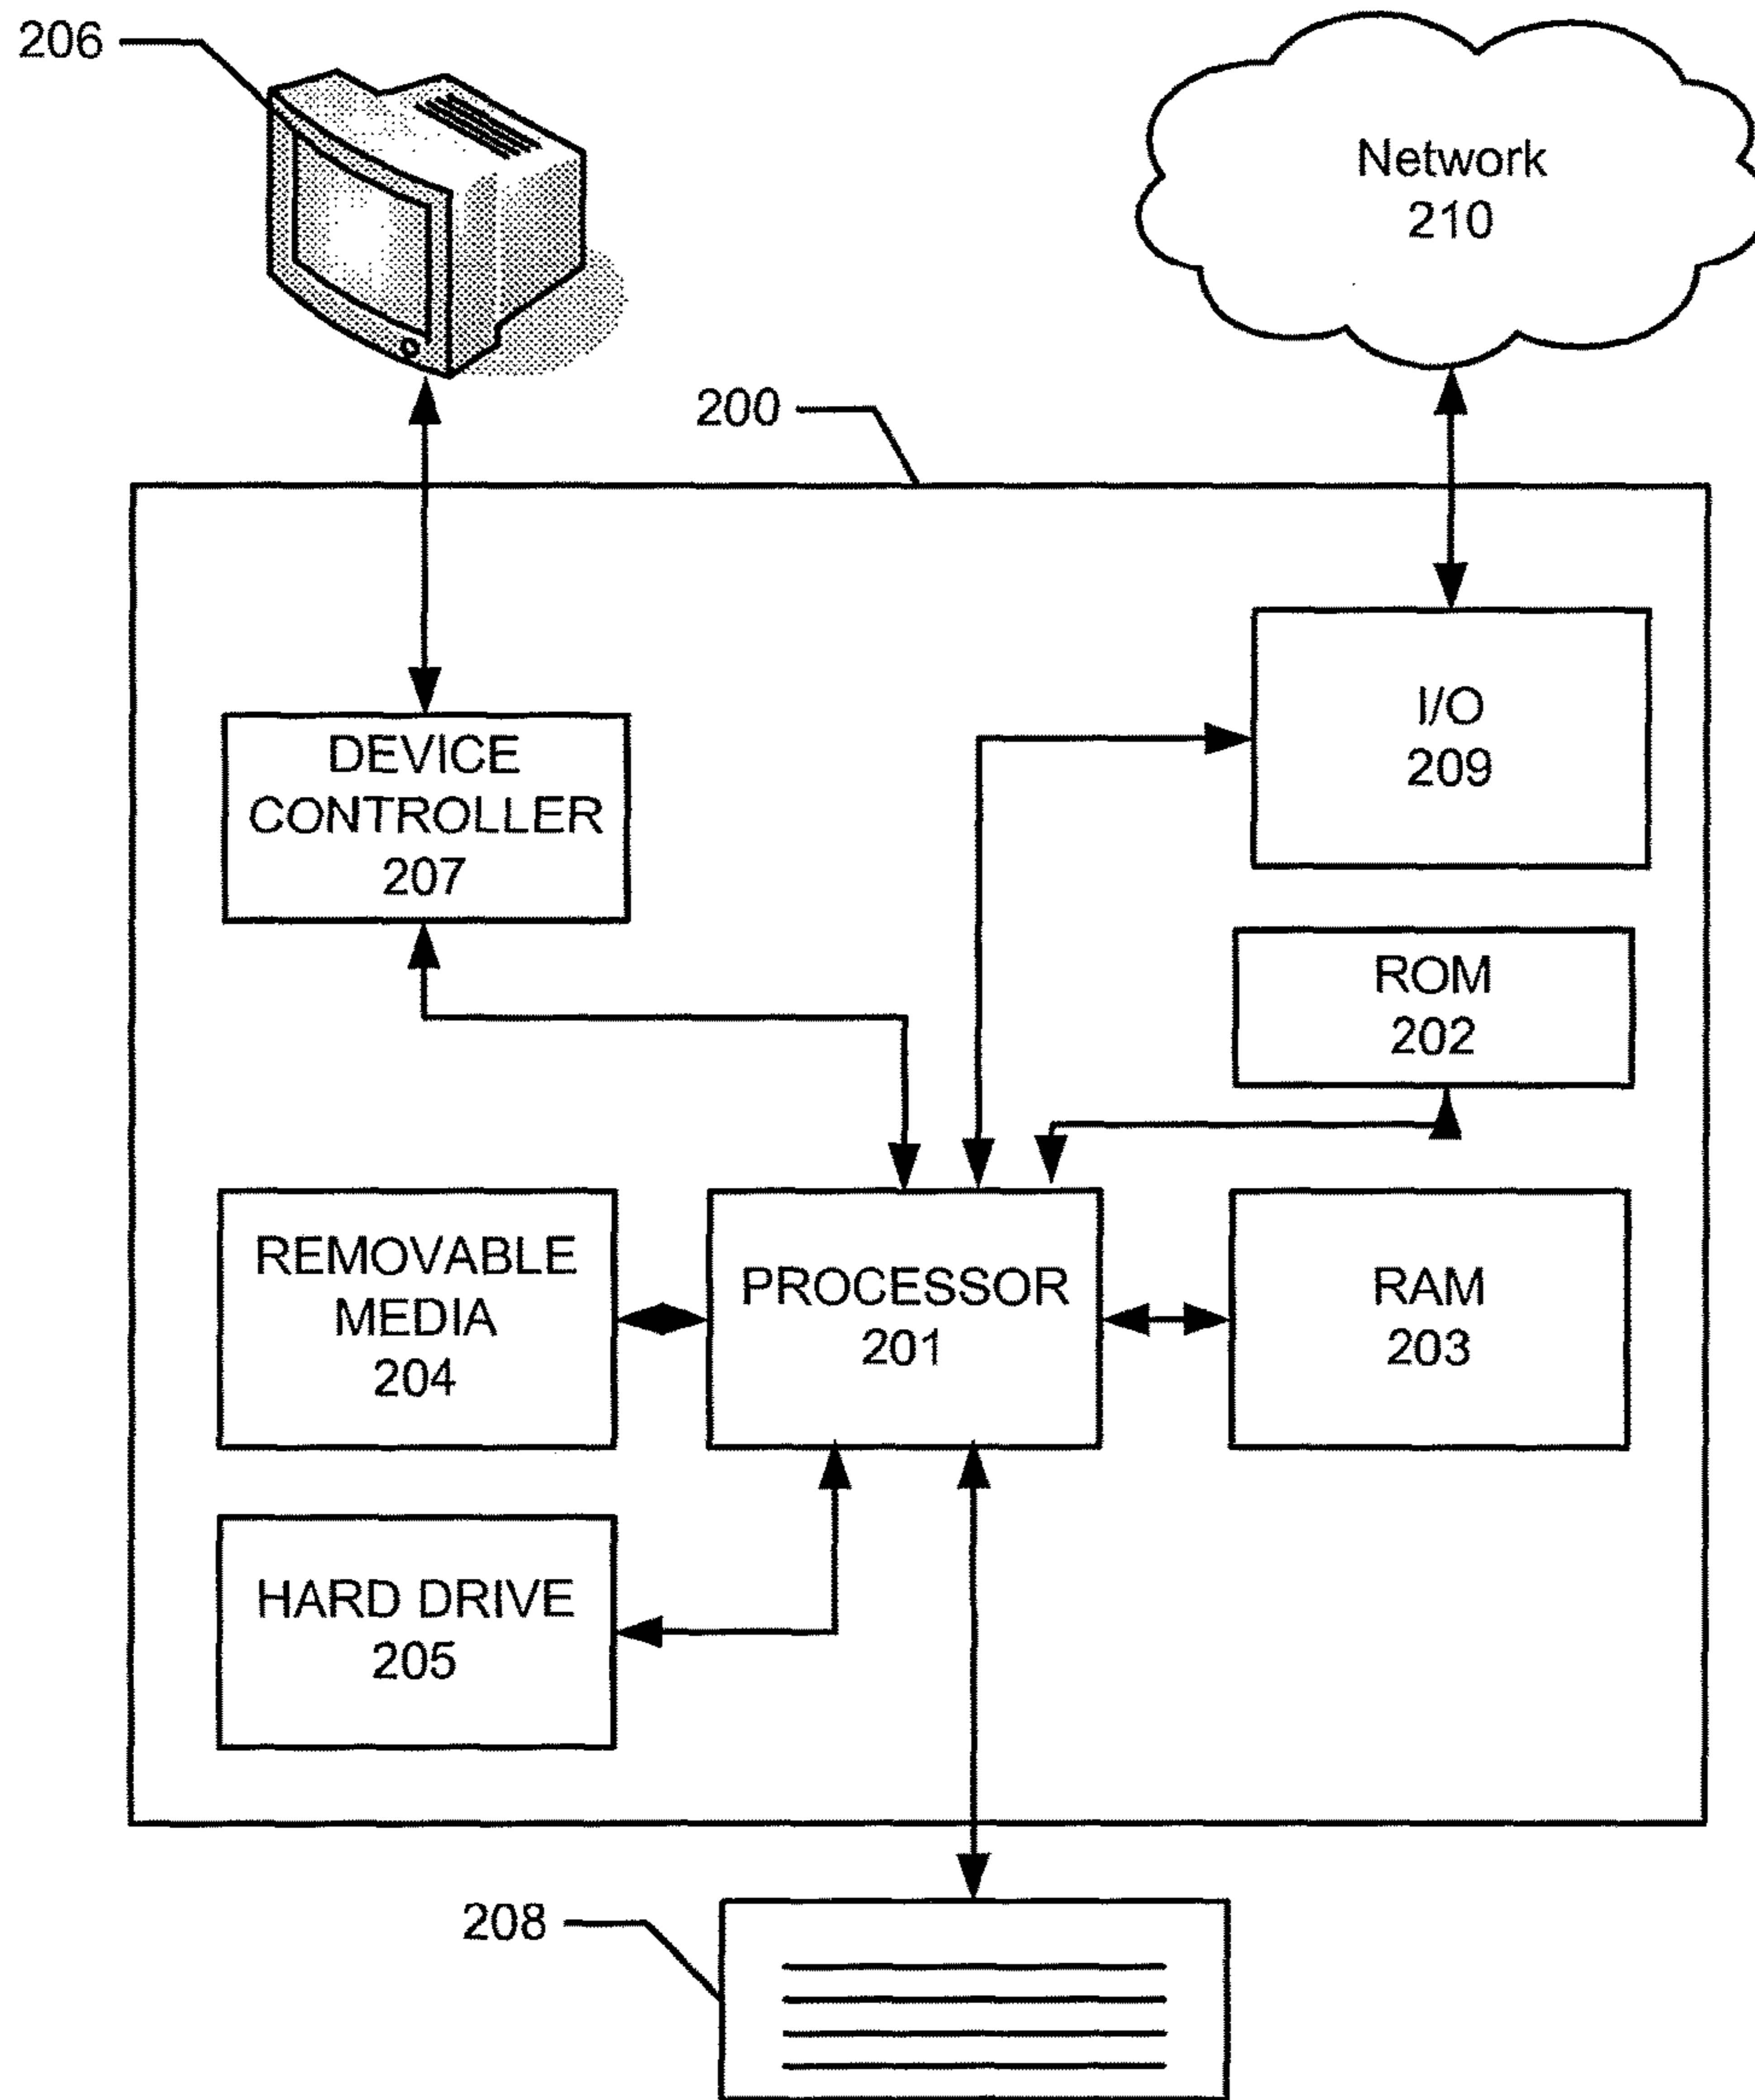 206
Network
210
200
DEVICE
CONTROLLER
207
I/O
209
ROM
202
REMOVABLE
MEDIA
204
PROCESSOR
201
RAM
203
HARD DRIVE
205
208